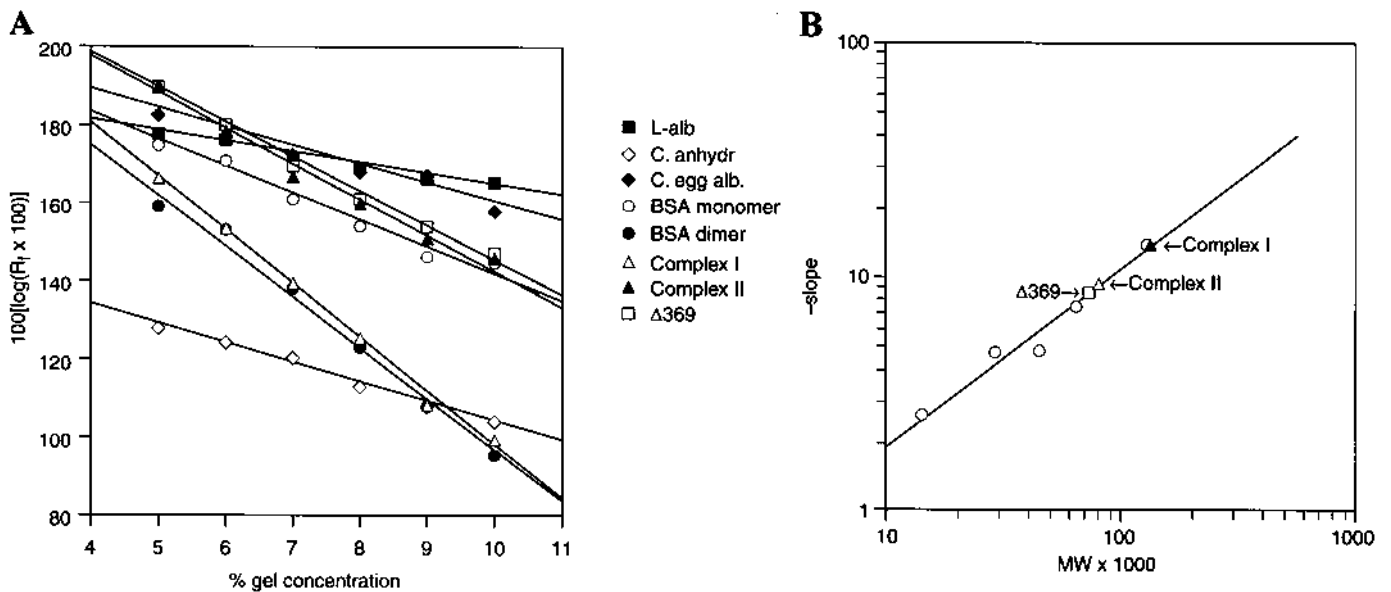 A
100[log(Rf x 100)]
200
180
160
140
120
100
80
4 5 6 7 8 9 10 11
% gel concentration
L-alb
C. anhydr
C. egg alb.
BSA monomer
BSA dimer
Complex I
Complex II
Δ369
B
–slope
100
10
1
←Complex I
Δ369→ ←Complex II
10 100 1000
MW x 1000